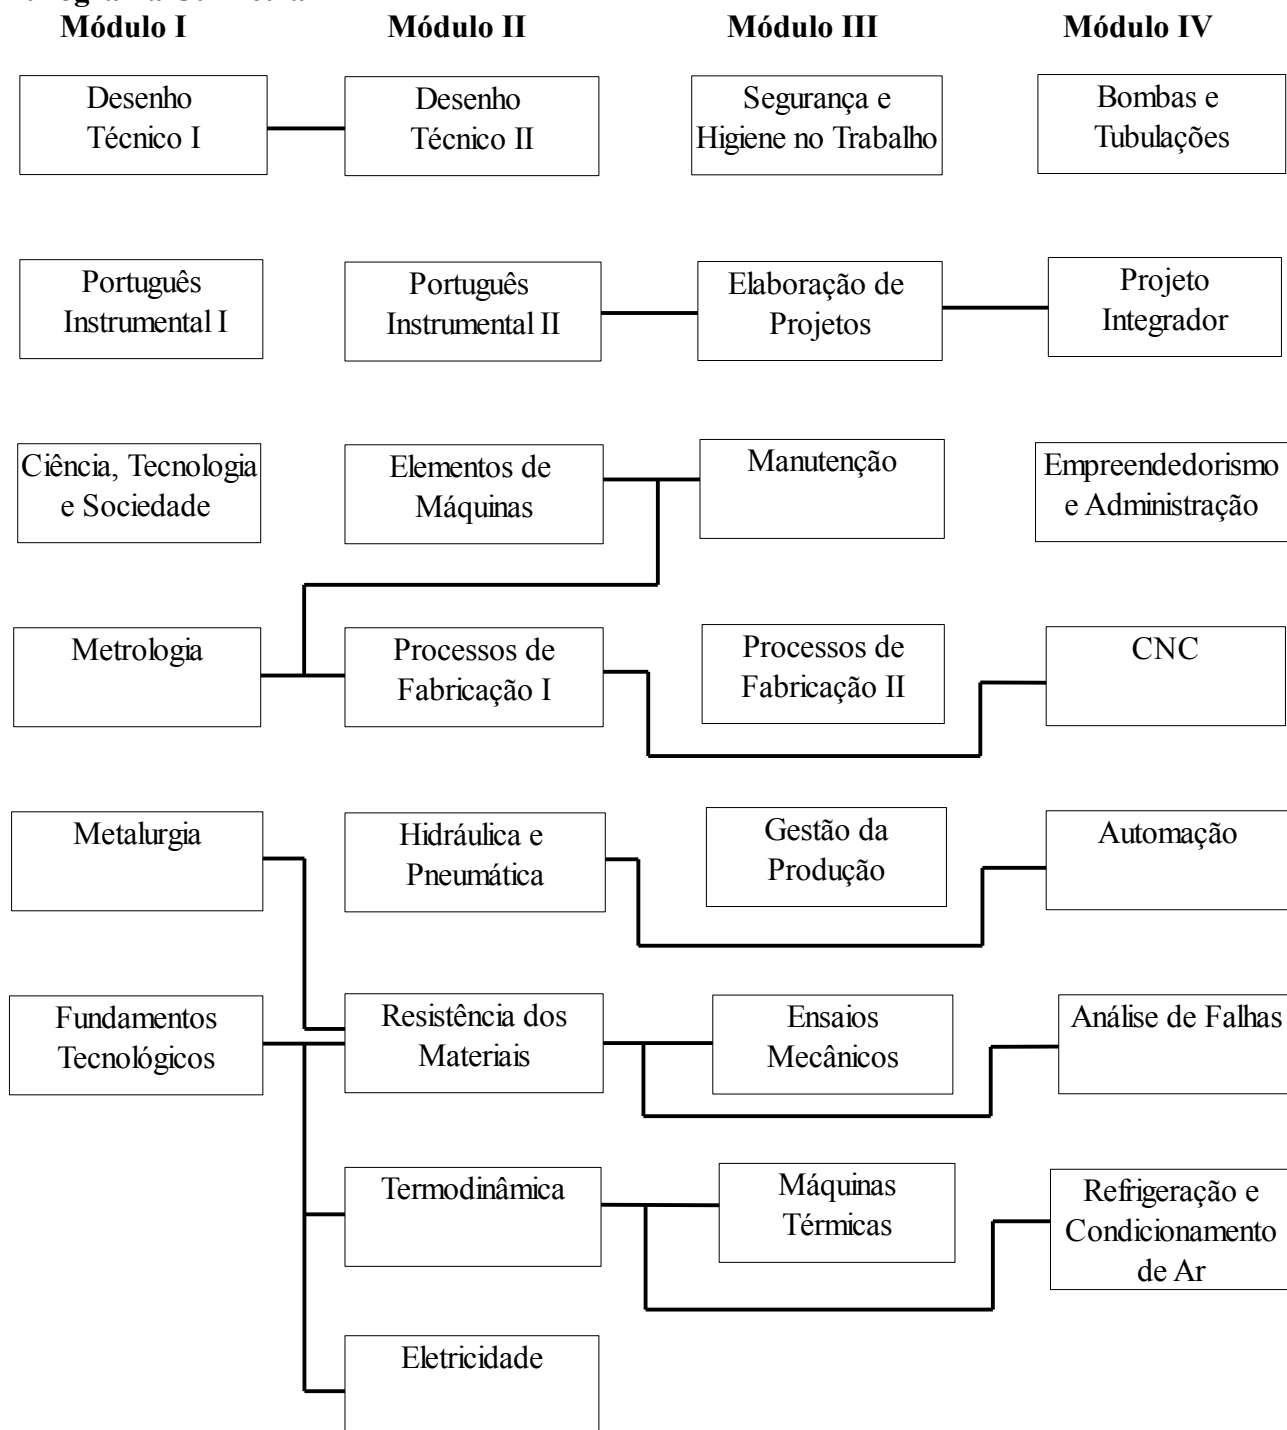 Módulo I
Módulo II
Módulo III
Módulo IV
Desenho
Técnico I
Desenho
Técnico II
Segurança e
Higiene no Trabalho
Bombas e
Tubulações
Português
Instrumental I
Português
Instrumental II
Elaboração de
Projetos
Projeto
Integrador
Ciência, Tecnologia
e Sociedade
Elementos de
Máquinas
Manutenção
Empreendedorismo
e Administração
Metrologia
Processos de
Fabricação I
Processos de
Fabricação II
CNC
Metalurgia
Hidráulica e
Pneumática
Gestão da
Produção
Automação
Fundamentos
Tecnológicos
Resistência dos
Materiais
Ensaios
Mecânicos
Análise de Falhas
Termodinâmica
Máquinas
Térmicas
Refrigeração e
Condicionamento
de Ar
Eletricidade